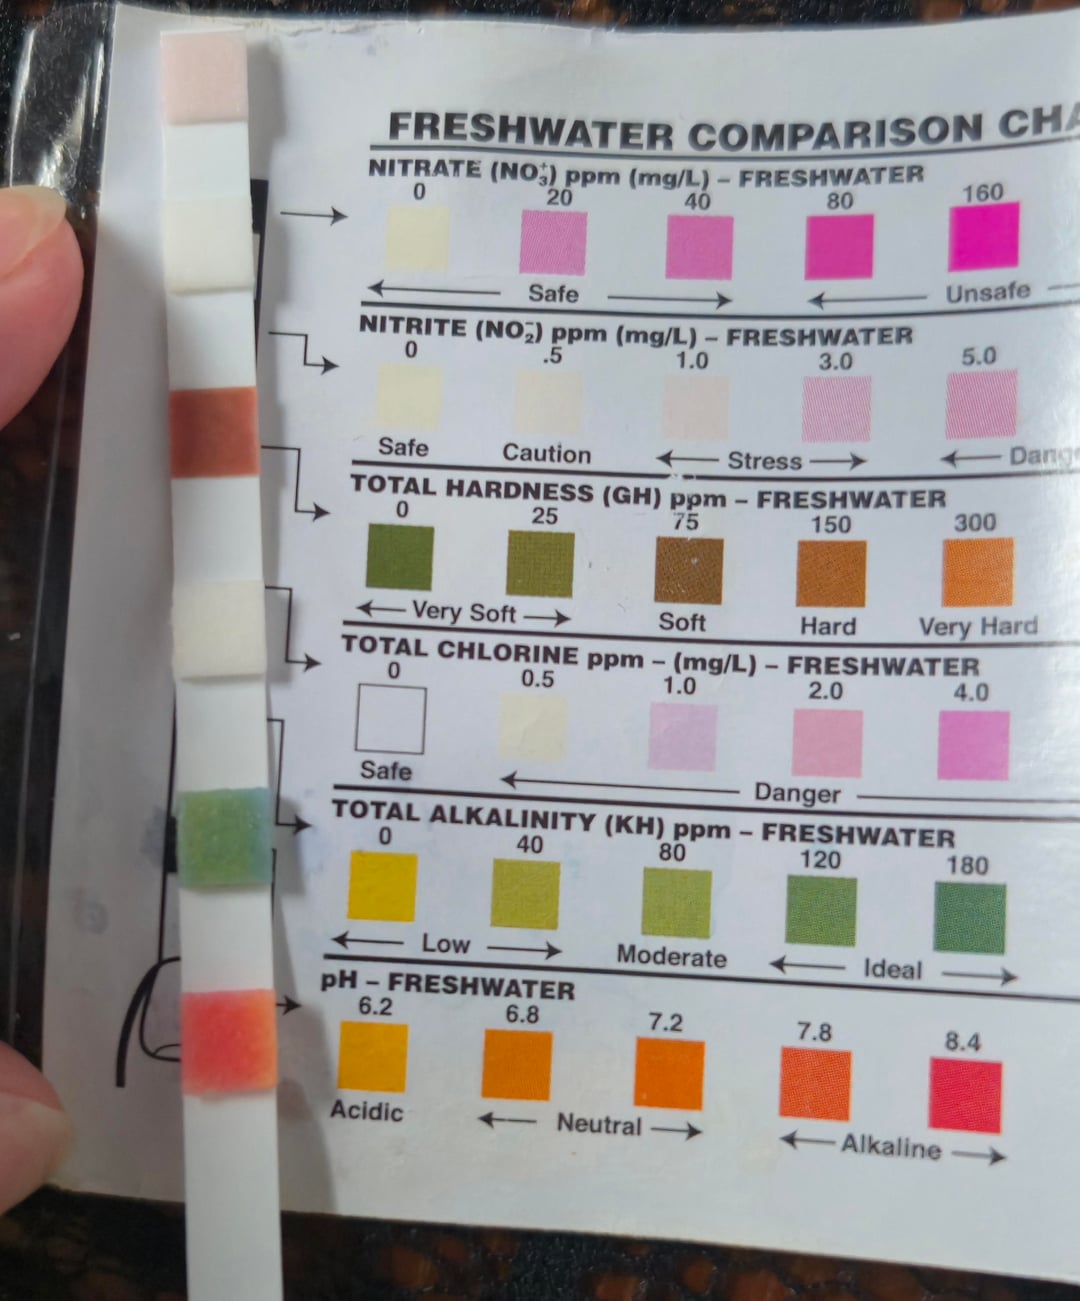 FRESHWATER COMPARISON CHA
NITRATE (NO₃⁺) ppm (mg/L) – FRESHWATER
0 20 40 80 160
Safe Unsafe
NITRITE (NO₂⁻) ppm (mg/L) – FRESHWATER
0 .5 1.0 3.0 5.0
Safe Caution Stress Dange
TOTAL HARDNESS (GH) ppm – FRESHWATER
0 25 75 150 300
Very Soft Soft Hard Very Hard
TOTAL CHLORINE ppm – (mg/L) – FRESHWATER
0 0.5 1.0 2.0 4.0
Safe Danger
TOTAL ALKALINITY (KH) ppm – FRESHWATER
0 40 80 120 180
Low Moderate Ideal
pH – FRESHWATER
6.2 6.8 7.2 7.8 8.4
Acidic Neutral Alkaline